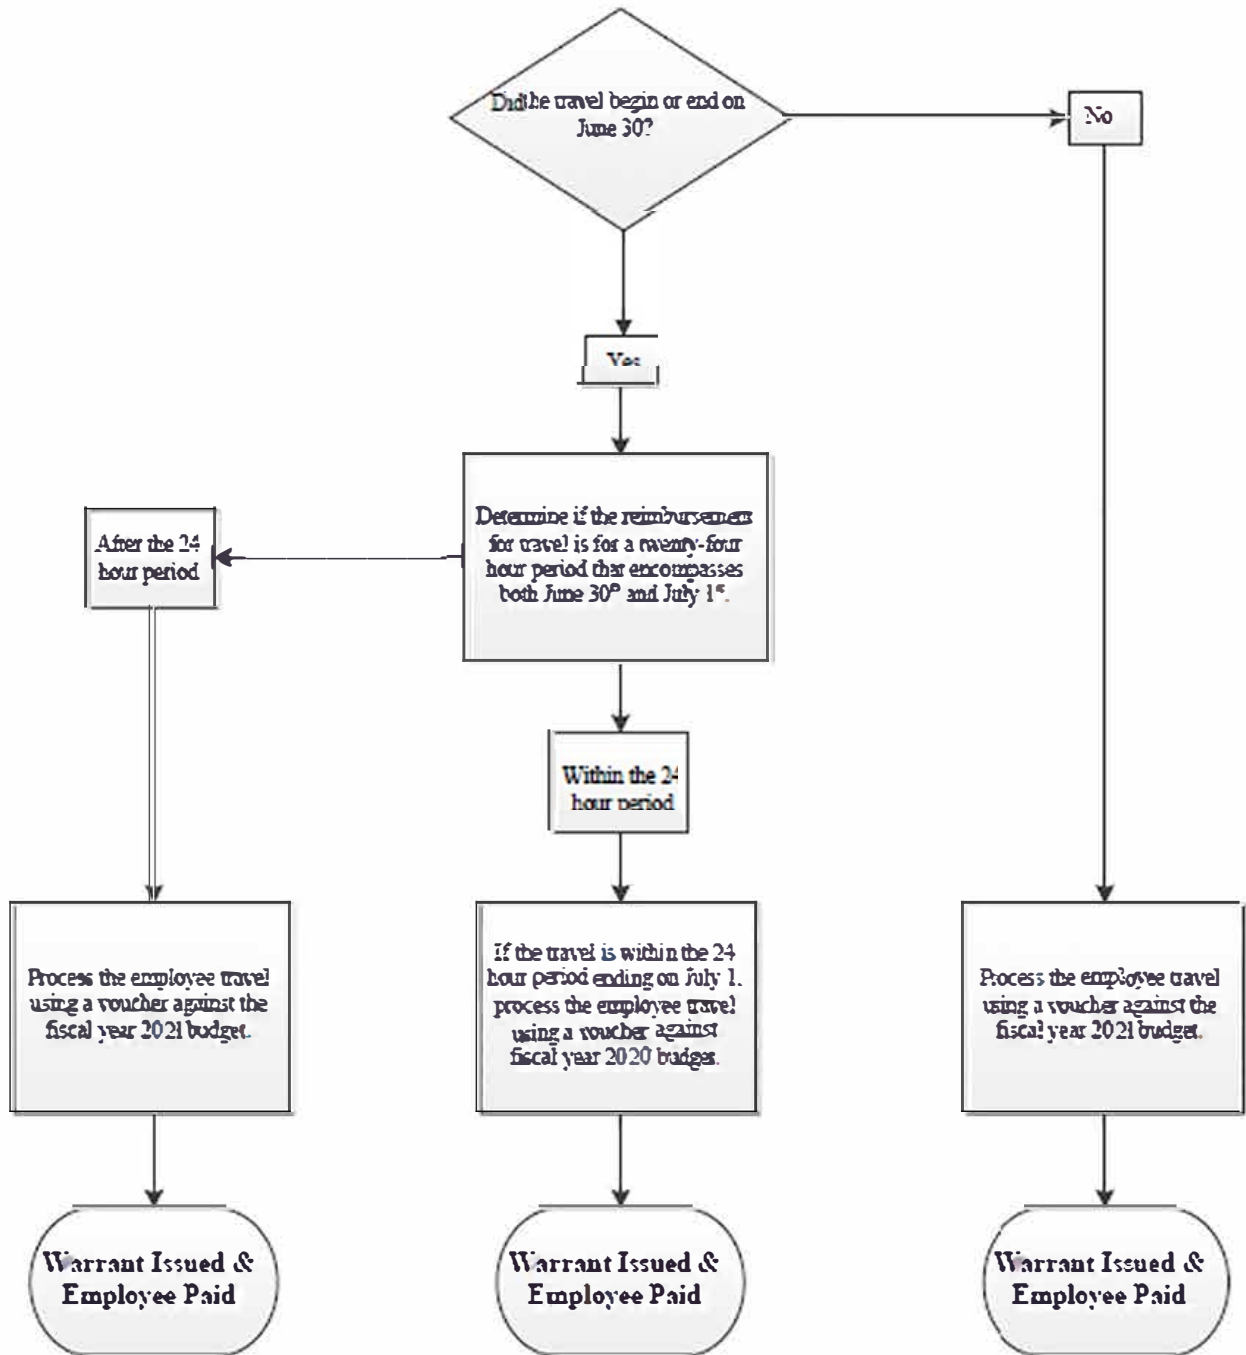 Did the travel begin or end on
June 30?
No
Yes
Determine if the reimbursement
for travel is for a twenty-four
hour period that encompasses
both June 30th and July 1st.
After the 24
hour period
Within the 24
hour period
Process the employee travel
using a voucher against the
fiscal year 2021 budget.
If the travel is within the 24
hour period ending on July 1,
process the employee travel
using a voucher against
fiscal year 2020 budget.
Process the employee travel
using a voucher against the
fiscal year 2021 budget.
Warrant Issued &
Employee Paid
Warrant Issued &
Employee Paid
Warrant Issued &
Employee Paid